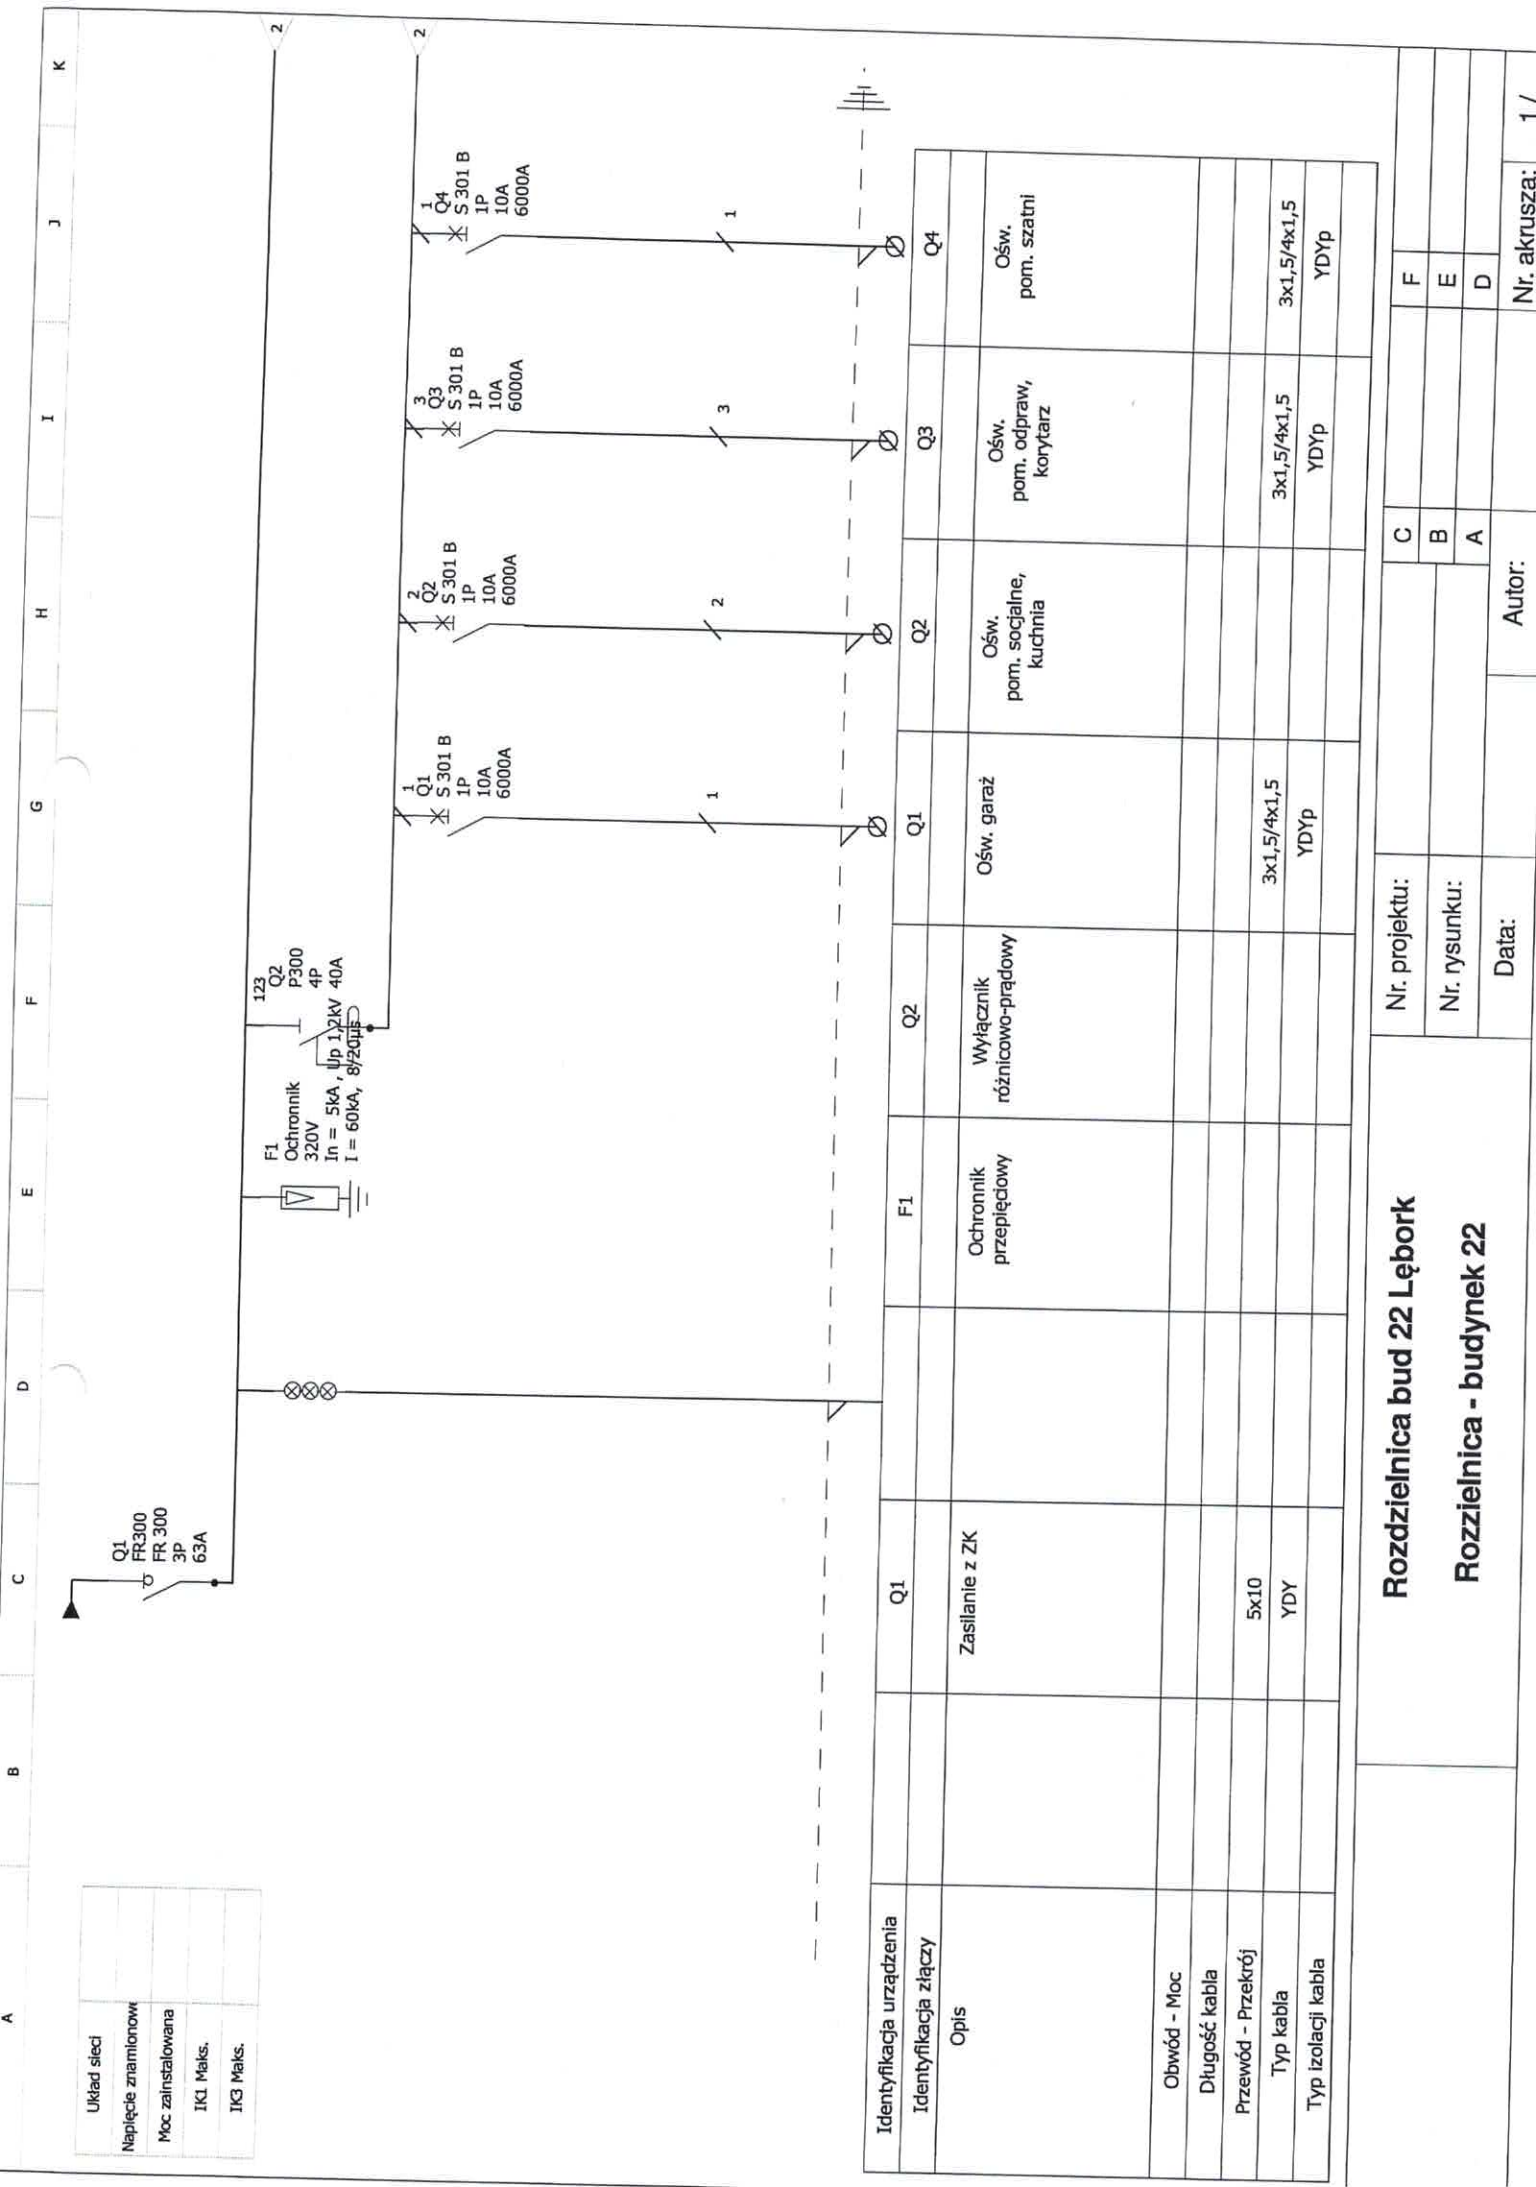 A B C D E F G H I J K
Układ sieci
Napięcie znamionowe
Moc zainstalowana
IK1 Maks.
IK3 Maks.
Q1
FR300
FR 300
3P
63A
F1
Ochronnik
320V
In = 5kA , Up 1,2kV
I = 60kA, 8/20µs
123
Q2
P300
4P
40A
2
2
1
Q1
S 301 B
1P
10A
6000A
1
2
Q2
S 301 B
1P
10A
6000A
2
3
Q3
S 301 B
1P
10A
6000A
3
1
Q4
S 301 B
1P
10A
6000A
1
Identyfikacja urządzenia Q1 F1 Q2 Q1 Q2 Q3 Q4
Identyfikacja złączy
Opis
Zasilanie z ZK
Ochronnik
przepięciowy
Wyłącznik
różnicowo-prądowy
Ośw. garaż
Ośw.
pom. socjalne,
kuchnia
Ośw.
pom. odpraw,
korytarz
Ośw.
pom. szatni
Obwód - Moc
Długość kabla
Przewód - Przekrój 5x10 3x1,5/4x1,5 3x1,5/4x1,5 3x1,5/4x1,5
Typ kabla YDY YDYp YDYp YDYp
Typ izolacji kabla
Rozdzielnica bud 22 Lębork
Rozzielnica - budynek 22
Nr. projektu: C F
Nr. rysunku: B E
A D
Data: Autor: Nr. akrusza: 1 /